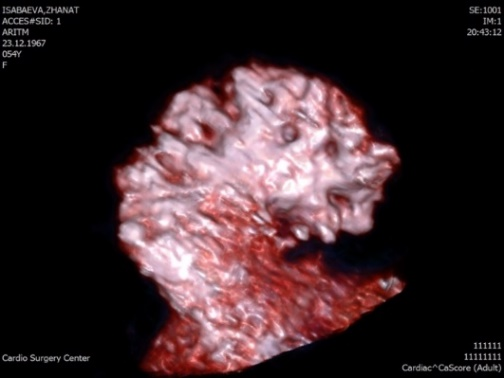 ISABAEVA,ZHANAT
ACCES#SID: 1
ARITM
23.12.1967
054Y
F
SE:1001
IM:1
20:43:12
Cardio Surgery Center
111111
11111111
Cardiac^CaScore (Adult)